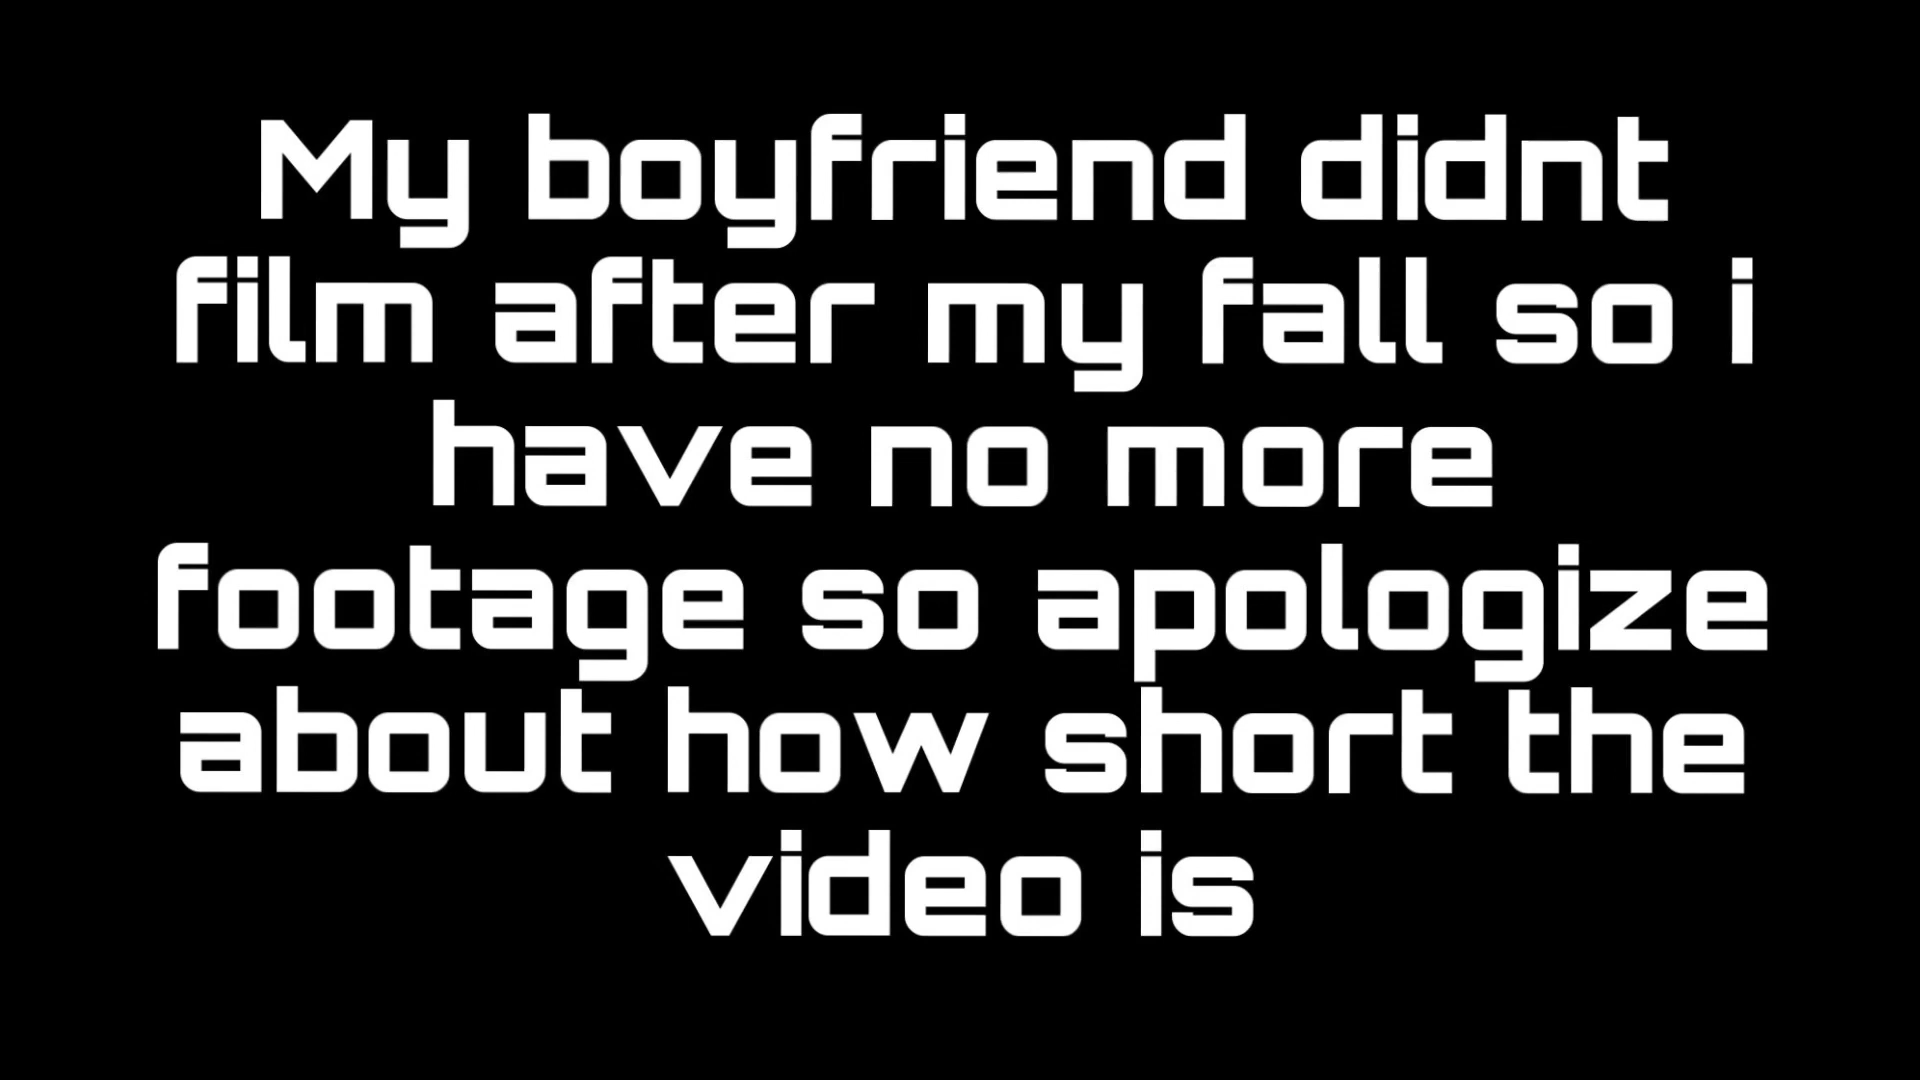 My boyfriend didnt
film after my fall so i
have no more
footage so apologize
about how short the
video is